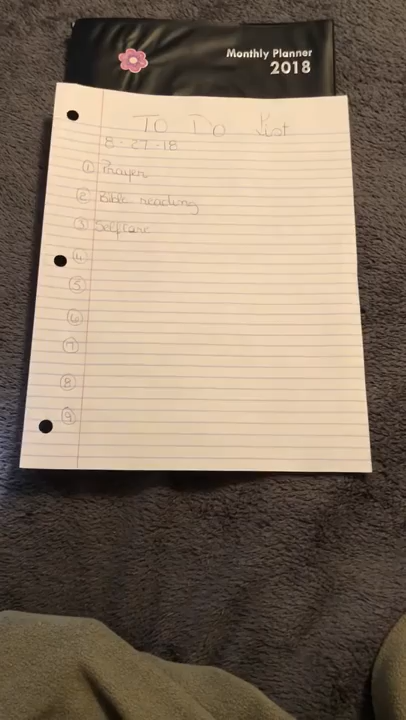 Monthly Planner
2018
To Do List
8-27-18
① Prayer
② Bible reading
③ Selfcare
④
⑤
⑥
⑦
⑧
⑨